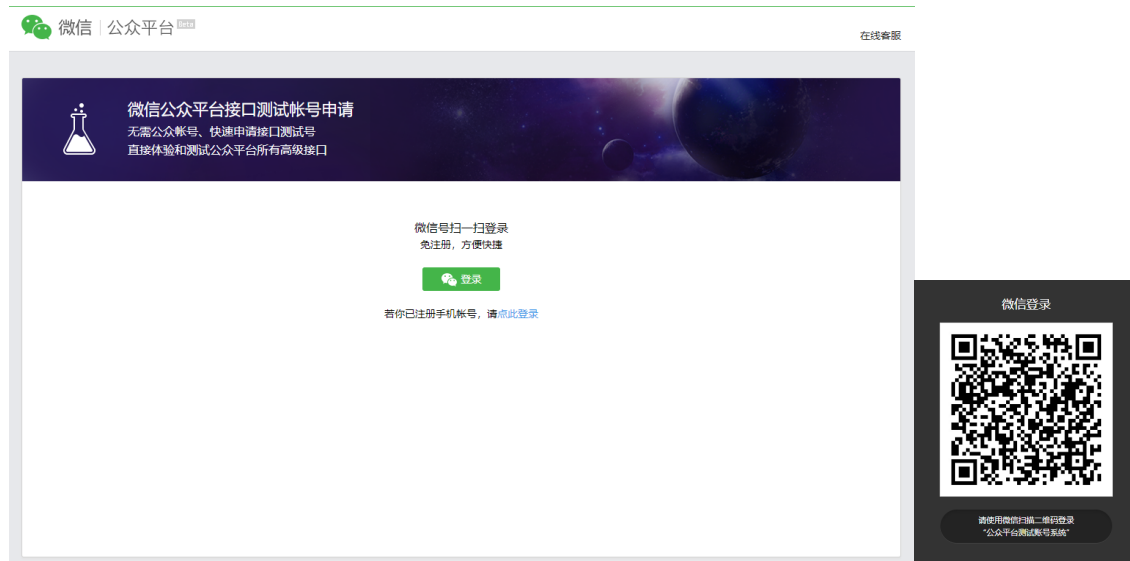 微信 公众平台 Beta
在线客服
微信公众平台接口测试帐号申请
无需公众帐号、快速申请接口测试号
直接体验和测试公众平台所有高级接口
微信号扫一扫登录
免注册，方便快捷
登录
若你已注册手机帐号，请点此登录
微信登录
请使用微信扫描二维码登录
“公众平台测试账号系统”